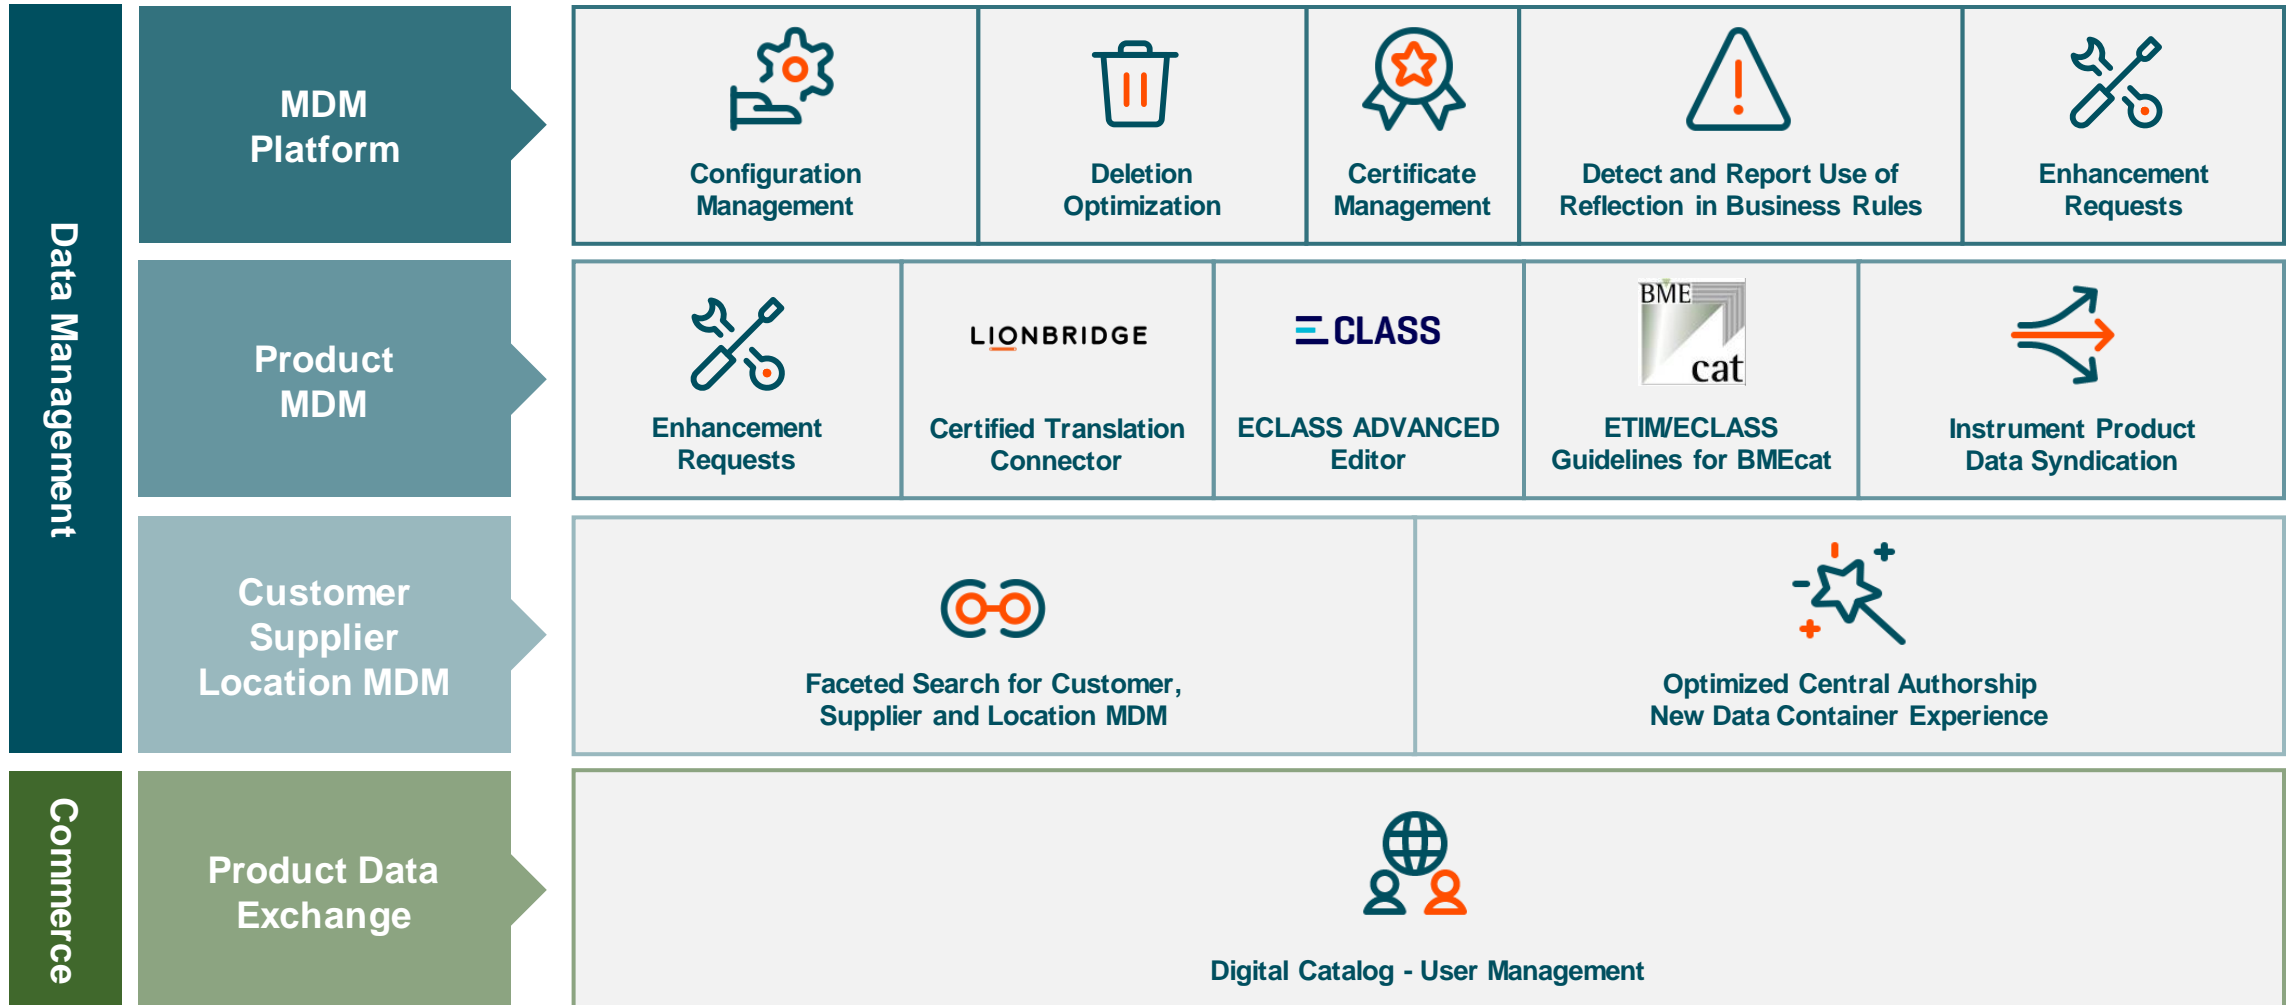 Data Management
MDM
Platform
Configuration
Management
Deletion
Optimization
Certificate
Management
Detect and Report Use of
Reflection in Business Rules
Enhancement
Requests
Product
MDM
Enhancement
Requests
LIONBRIDGE
Certified Translation
Connector
ECLASS
ECLASS ADVANCED
Editor
BME
cat
ETIM/ECLASS
Guidelines for BMEcat
Instrument Product
Data Syndication
Customer
Supplier
Location MDM
Faceted Search for Customer,
Supplier and Location MDM
Optimized Central Authorship
New Data Container Experience
Commerce
Product Data
Exchange
Digital Catalog - User Management